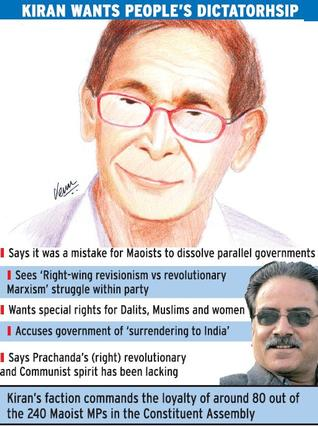 KIRAN WANTS PEOPLE'S DICTATORHSIP
Says it was a mistake for Maoists to dissolve parallel governments
Sees 'Right-wing revisionism vs revolutionary
Marxism' struggle within party
Wants special rights for Dalits, Muslims and women
Accuses government of 'surrendering to India'
Says Prachanda's (right) revolutionary
and Communist spirit has been lacking
Kiran's faction commands the loyalty of around 80 out of
the 240 Maoist MPs in the Constituent Assembly